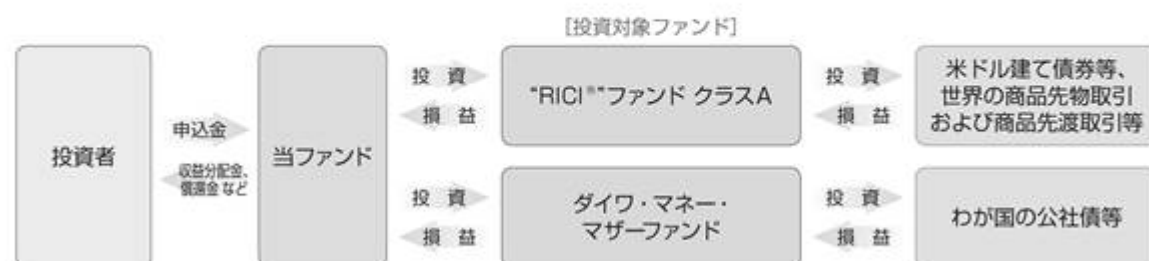 [投資対象ファンド]
投資者
申込金
収益分配金、
償還金 など
当ファンド
投 資
損 益
“RICI®”ファンド クラスA
投 資
損 益
米ドル建て債券等、
世界の商品先物取引
および商品先渡取引等
投 資
損 益
ダイワ・マネー・
マザーファンド
投 資
損 益
わが国の公社債等